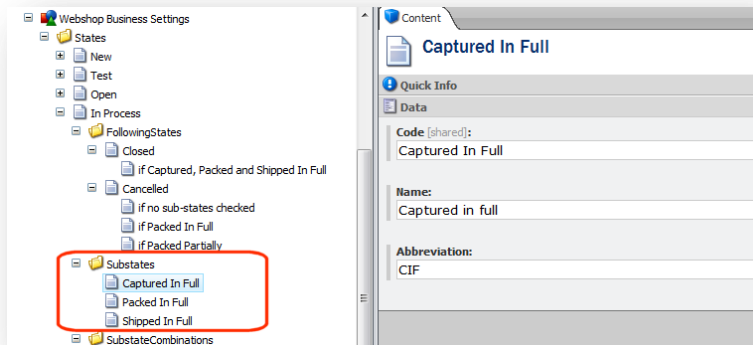 Webshop Business Settings
States
New
Test
Open
In Process
FollowingStates
Closed
if Captured, Packed and Shipped In Full
Cancelled
if no sub-states checked
if Packed In Full
if Packed Partially
Substates
Captured In Full
Packed In Full
Shipped In Full
SubstateCombinations
Content
Captured In Full
Quick Info
Data
Code [shared]:
Captured In Full
Name:
Captured in full
Abbreviation:
CIF